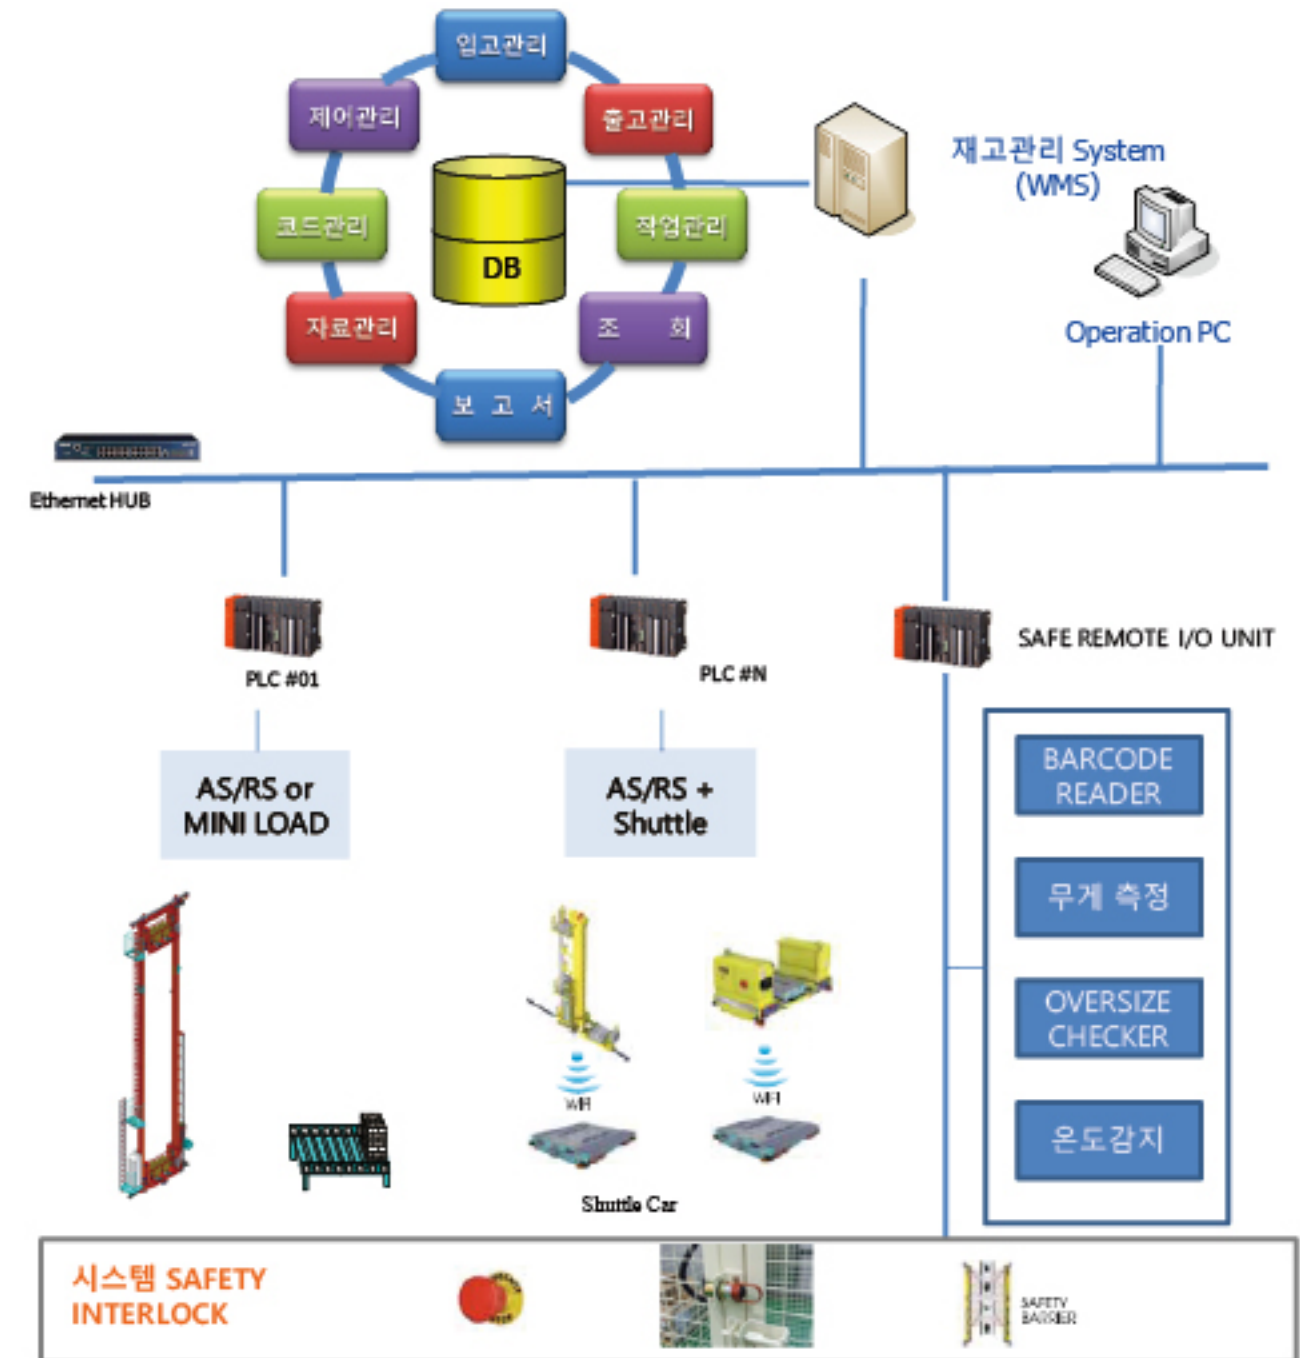 입고관리
제어관리
출고관리
재고관리 System
(WMS)
코드관리
작업관리
DB
자료관리
조 회
Operation PC
보 고 서
Ethernet HUB
SAFE REMOTE I/O UNIT
PLC #01
PLC #N
BARCODE
READER
AS/RS or
MINI LOAD
AS/RS +
Shuttle
무게 측정
OVERSIZE
CHECKER
WIFI
WIFI
온도감지
Shuttle Car
시스템 SAFETY
INTERLOCK
SAFETY
BARRIER